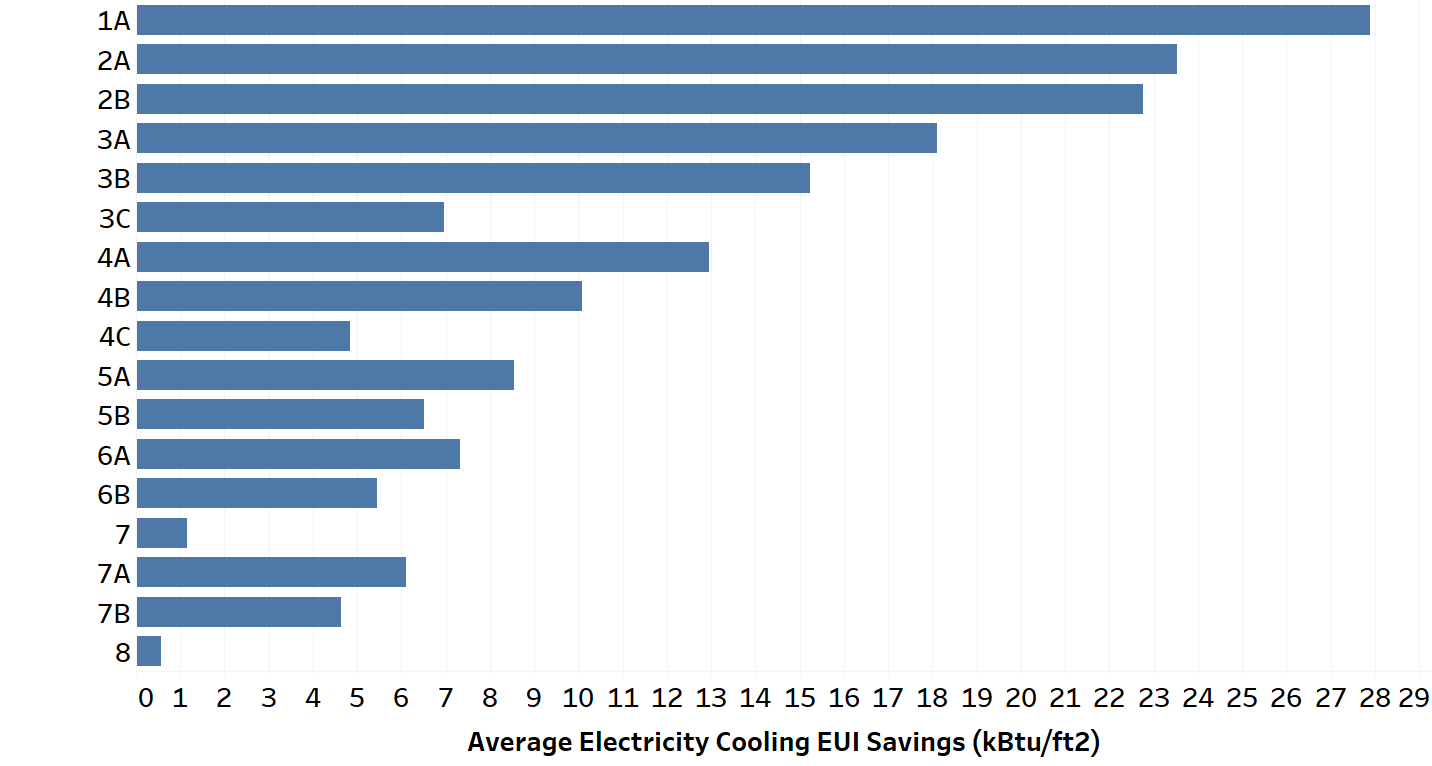 1A
2A
2B
3A
3B
3C
4A
4B
4C
5A
5B
6A
6B
7
7A
7B
8
0 1 2 3 4 5 6 7 8 9 10 11 12 13 14 15 16 17 18 19 20 21 22 23 24 25 26 27 28 29
Average Electricity Cooling EUI Savings (kBtu/ft2)